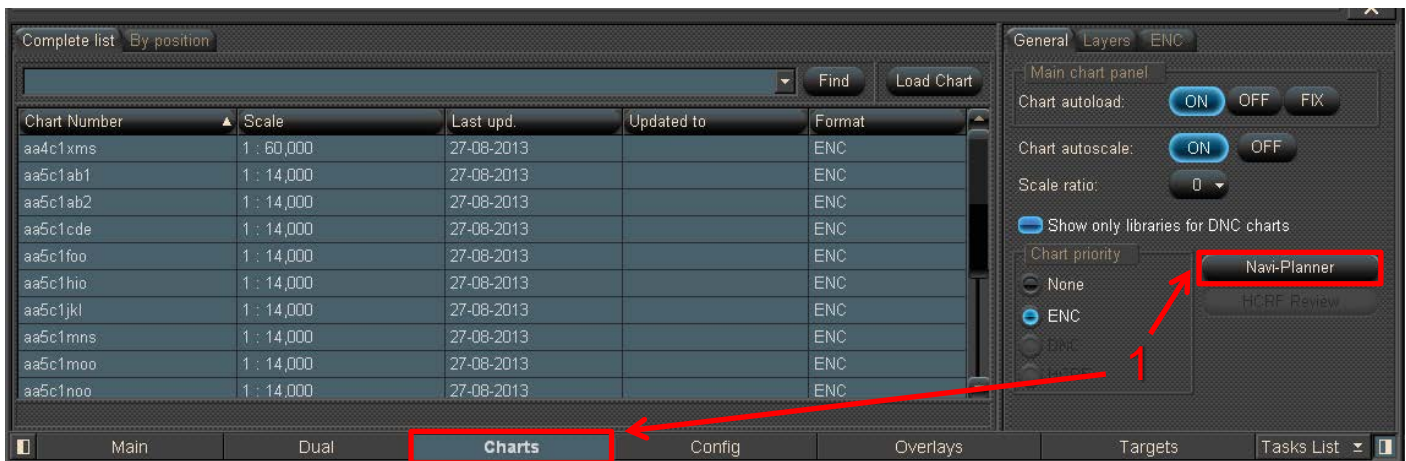 Complete list By position
Find Load Chart
Chart Number Scale Last upd. Updated to Format
aa4c1xms 1 : 60,000 27-08-2013 ENC
aa5c1ab1 1 : 14,000 27-08-2013 ENC
aa5c1ab2 1 : 14,000 27-08-2013 ENC
aa5c1cde 1 : 14,000 27-08-2013 ENC
aa5c1foo 1 : 14,000 27-08-2013 ENC
aa5c1hio 1 : 14,000 27-08-2013 ENC
aa5c1jkl 1 : 14,000 27-08-2013 ENC
aa5c1mns 1 : 14,000 27-08-2013 ENC
aa5c1moo 1 : 14,000 27-08-2013 ENC
aa5c1noo 1 : 14,000 27-08-2013 ENC
General Layers ENC
Main chart panel
Chart autoload: ON OFF FIX
Chart autoscale: ON OFF
Scale ratio: 0
Show only libraries for DNC charts
Chart priority
Navi-Planner
None
HCRF Review
ENC
DNC
1
Main Dual Charts Config Overlays Targets Tasks List